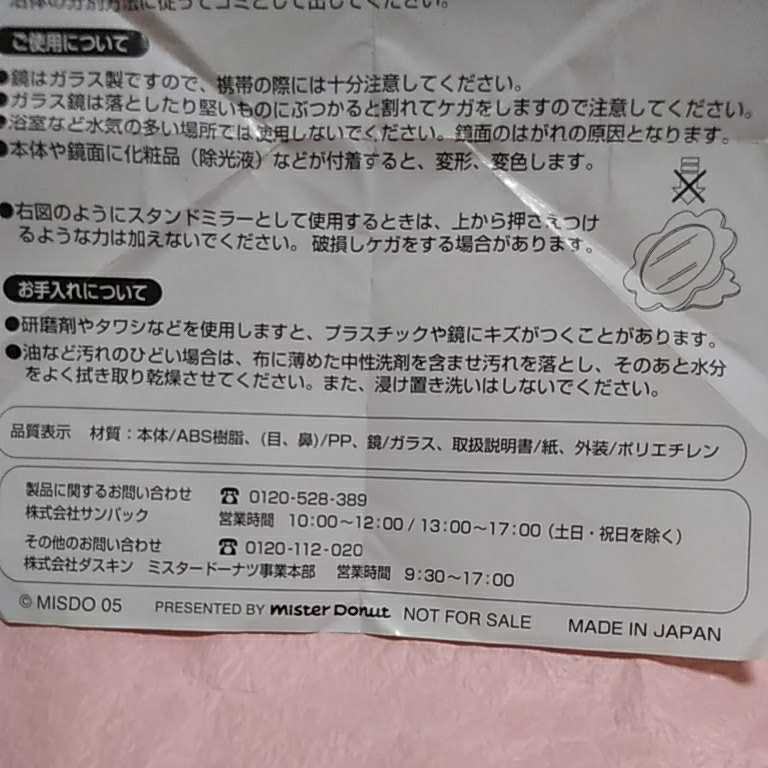 溶体の分別方法に従ってゴミとして出してください。
ご使用について
●鏡はガラス製ですので、携帯の際には十分注意してください。
●ガラス鏡は落としたり堅いものにぶつかると割れてケガをしますので注意してください。
●浴室など水気の多い場所では使用しないでください。鏡面のはがれの原因となります。
●本体や鏡面に化粧品（除光液）などが付着すると、変形、変色します。
●右図のようにスタンドミラーとして使用するときは、上から押さえつけ
るような力は加えないでください。破損しケガをする場合があります。
お手入れについて
●研磨剤やタワシなどを使用しますと、プラスチックや鏡にキズがつくことがあります。
●油など汚れのひどい場合は、布に薄めた中性洗剤を含ませ汚れを落とし、そのあと水分
をよく拭き取り乾燥させてください。また、浸け置き洗いはしないでください。
品質表示 材質：本体/ABS樹脂、(目、鼻)/PP、鏡/ガラス、取扱説明書/紙、外装/ポリエチレン
製品に関するお問い合わせ ☎ 0120-528-389
株式会社サンパック 営業時間 10:00～12:00 / 13:00～17:00（土日・祝日を除く）
その他のお問い合わせ ☎ 0120-112-020
株式会社ダスキン ミスタードーナツ事業本部 営業時間 9:30～17:00
© MISDO 05 PRESENTED BY mister Donut NOT FOR SALE MADE IN JAPAN